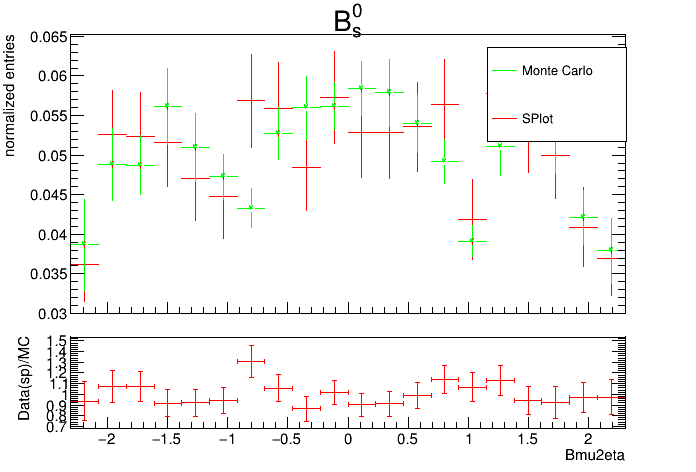 B⁰ₛ
normalized entries
0.065
0.06
0.055
0.05
0.045
0.04
0.035
0.03
Monte Carlo
SPlot
Data(sp)/MC
1.5
1.4
1.3
1.2
1.1
1
0.9
0.8
0.7
−2 −1.5 −1 −0.5 0 0.5 1 1.5 2
Bmu2eta